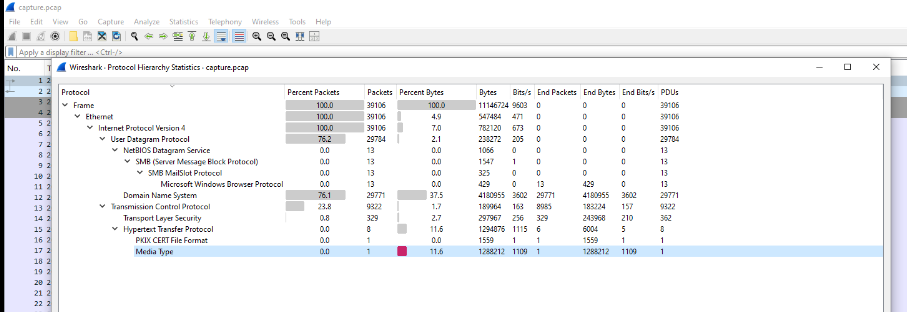 capture.pcap
File Edit View Go Capture Analyze Statistics Telephony Wireless Tools Help
Apply a display filter ... <Ctrl-/>
No.
Wireshark · Protocol Hierarchy Statistics · capture.pcap
Protocol Percent Packets Packets Percent Bytes Bytes Bits/s End Packets End Bytes End Bits/s PDUs
Frame 100.0 39106 100.0 11146724 9603 0 0 0 39106
Ethernet 100.0 39106 4.9 547484 471 0 0 0 39106
Internet Protocol Version 4 100.0 39106 7.0 782120 673 0 0 0 39106
User Datagram Protocol 76.2 29784 2.1 238272 205 0 0 0 29784
NetBIOS Datagram Service 0.0 13 0.0 1066 0 0 0 0 13
SMB (Server Message Block Protocol) 0.0 13 0.0 1547 1 0 0 0 13
SMB MailSlot Protocol 0.0 13 0.0 325 0 0 0 0 13
Microsoft Windows Browser Protocol 0.0 13 0.0 429 0 13 429 0 13
Domain Name System 76.1 29771 37.5 4180955 3602 29771 4180955 3602 29771
Transmission Control Protocol 23.8 9322 1.7 189964 163 8985 183224 157 9322
Transport Layer Security 0.8 329 2.7 297967 256 329 243968 210 362
Hypertext Transfer Protocol 0.0 8 11.6 1294876 1115 6 6004 5 8
PKIX CERT File Format 0.0 1 0.0 1559 1 1 1559 1 1
Media Type 0.0 1 11.6 1288212 1109 1 1288212 1109 1
1 2
2 2
3 2
4 2
5 2
6 2
7 2
8 2
9 2
10 2
11 2
12 2
13 2
14 2
15 2
16 2
17 2
18 2
19 2
20 2
21 2
22 2